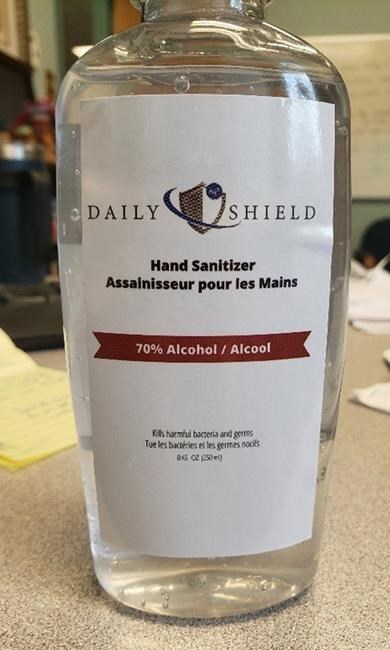 DAILY SHIELD
Hand Sanitizer
Assainisseur pour les Mains
70% Alcohol / Alcool
Kills harmful bacteria and germs
Tue les bactéries et les germes nocifs
8.45 OZ (250 ml)